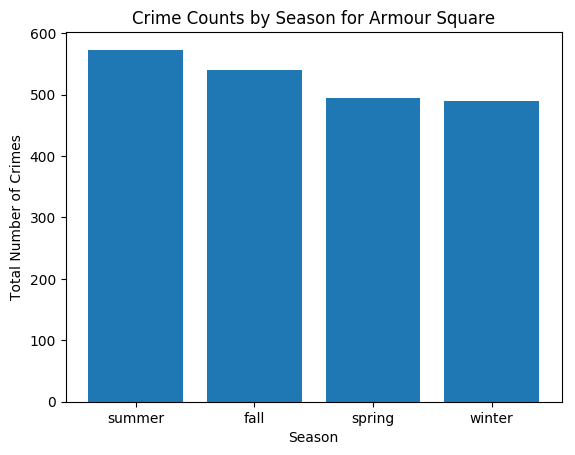 Crime Counts by Season for Armour Square
600
500
400
300
200
100
0
Total Number of Crimes
summer fall spring winter
Season